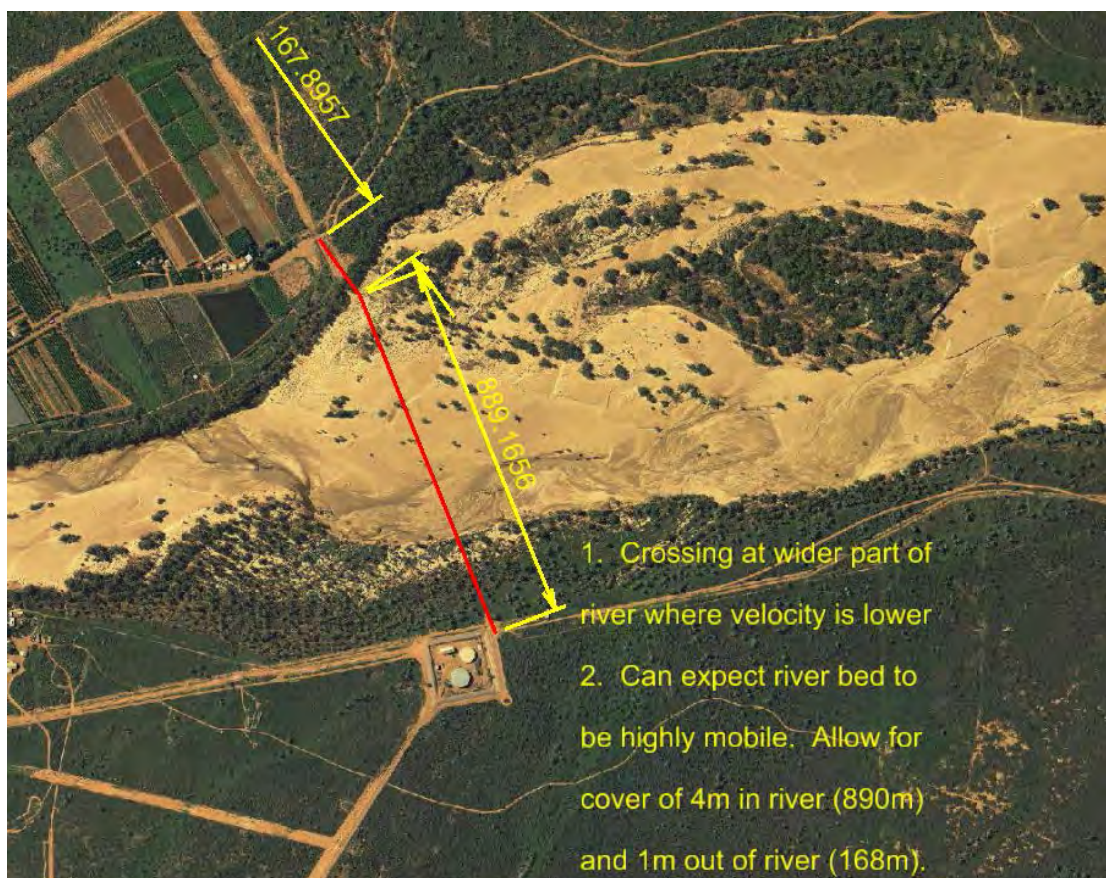 167.8957
889.1658
1. Crossing at wider part of
river where velocity is lower
2. Can expect river bed to
be highly mobile. Allow for
cover of 4m in river (890m)
and 1m out of river (168m).